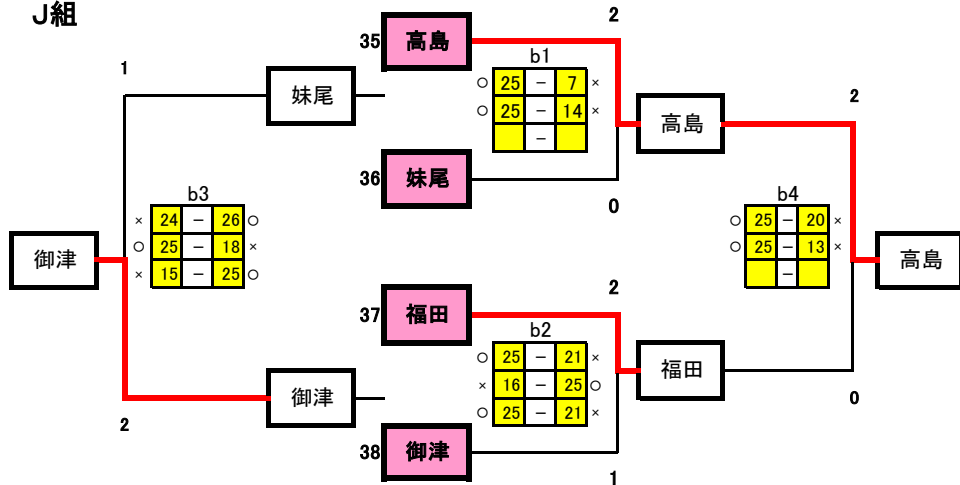 J組
2
35 高島
b1
1
○ 25 − 7 ×
妹尾
2
○ 25 − 14 ×
高島
−
36 妹尾
0
b3
b4
× 24 − 26 ○
○ 25 − 20 ×
○ 25 − 18 ×
○ 25 − 13 ×
御津
高島
× 15 − 25 ○
−
2
37 福田
b2
○ 25 − 21 ×
福田
× 16 − 25 ○
御津
0
○ 25 − 21 ×
2
38 御津
1